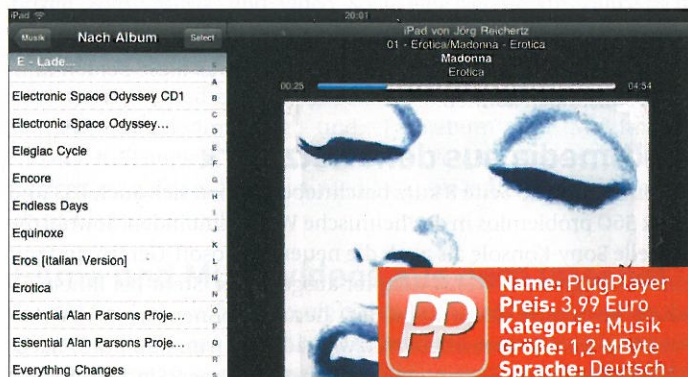 iPad 20:01
Musik Nach Album Select
E - Lade...
Electronic Space Odyssey CD1
Electronic Space Odyssey...
Elegiac Cycle
Encore
Endless Days
Equinoxe
Eros [Italian Version]
Erotica
Essential Alan Parsons Proje...
Essential Alan Parsons Proje...
Everything Changes
A
B
C
D
E
F
G
H
I
J
K
L
M
N
O
P
Q
R
S
iPad von Jörg Reichertz
01 - Erotica/Madonna - Erotica
Madonna
Erotica
00:25 04:54
PP
Name: PlugPlayer
Preis: 3,99 Euro
Kategorie: Musik
Größe: 1,2 MByte
Sprache: Deutsch